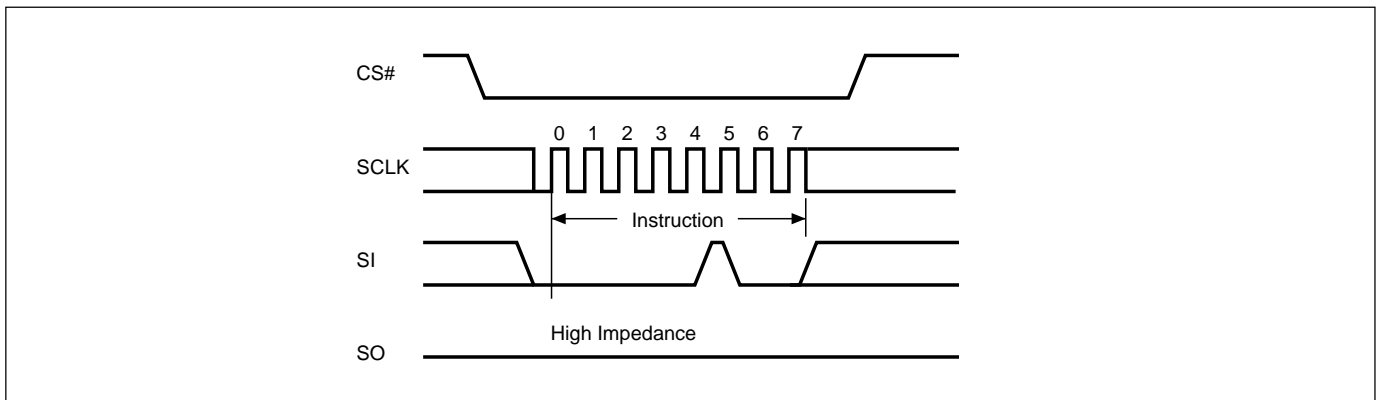 CS#
0 1 2 3 4 5 6 7
SCLK
Instruction
SI
High Impedance
SO